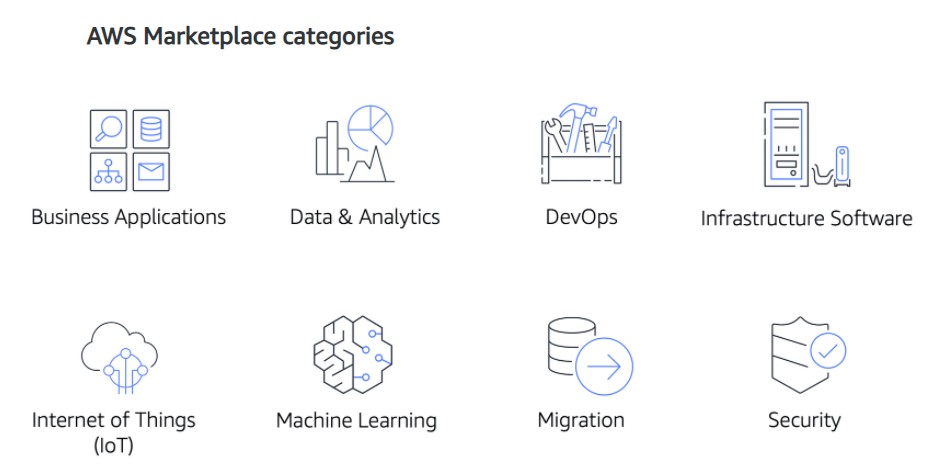 AWS Marketplace categories
Business Applications
Data & Analytics
DevOps
Infrastructure Software
Internet of Things
(IoT)
Machine Learning
Migration
Security